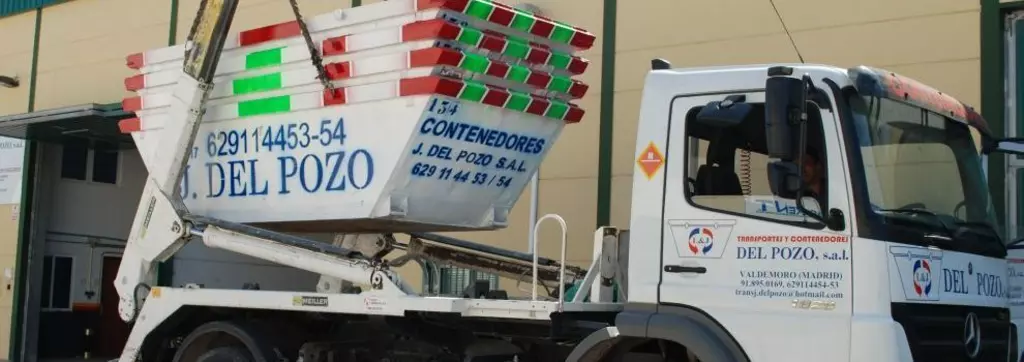 134
CONTENEDORES
J. DEL POZO S.A.L.
629 11 44 53 / 54
629114453-54
J. DEL POZO
MEILLER
TRANSPORTES Y CONTENEDORES
DEL POZO, s.a.l.
VALDEMORO (MADRID)
91.895.0169, 629114453-54
transj.delpozo@hotmail.com
DEL POZO,